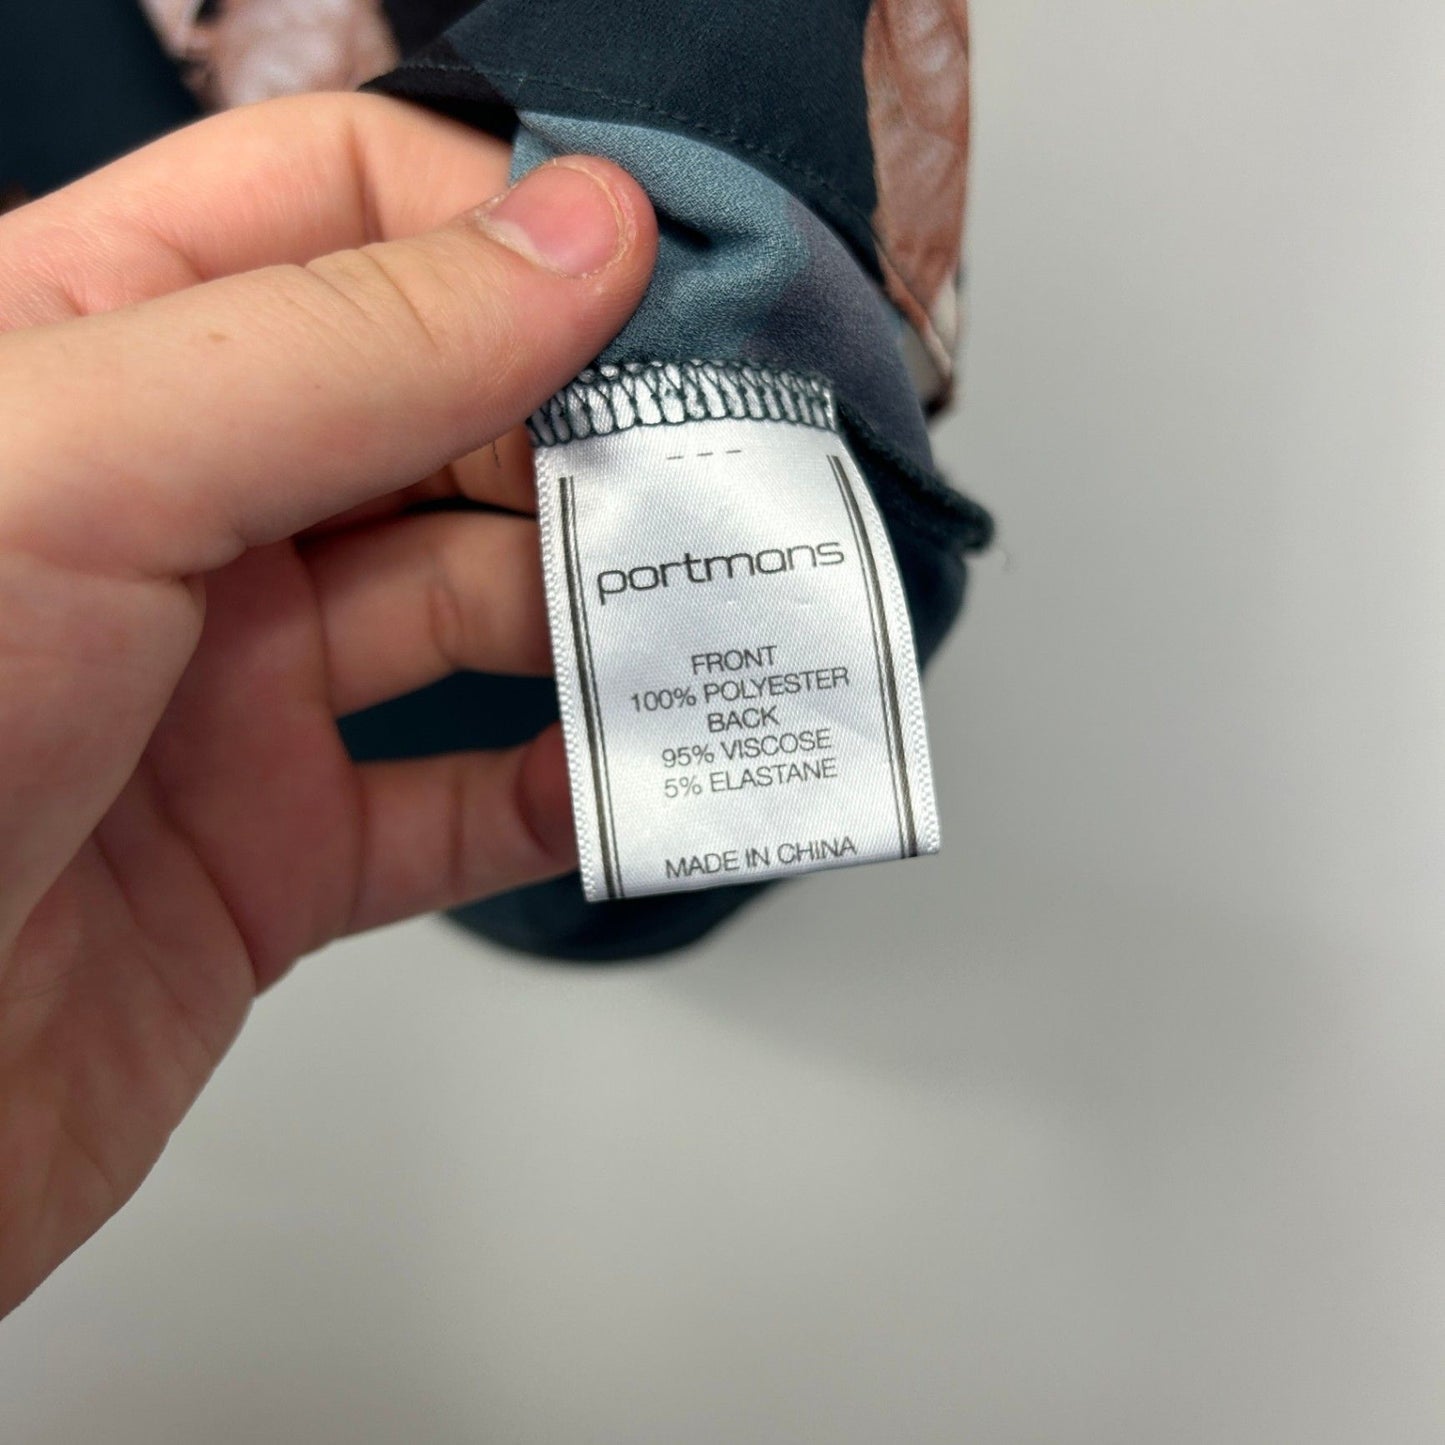 ---
portmans
FRONT
100% POLYESTER
BACK
95% VISCOSE
5% ELASTANE
MADE IN CHINA